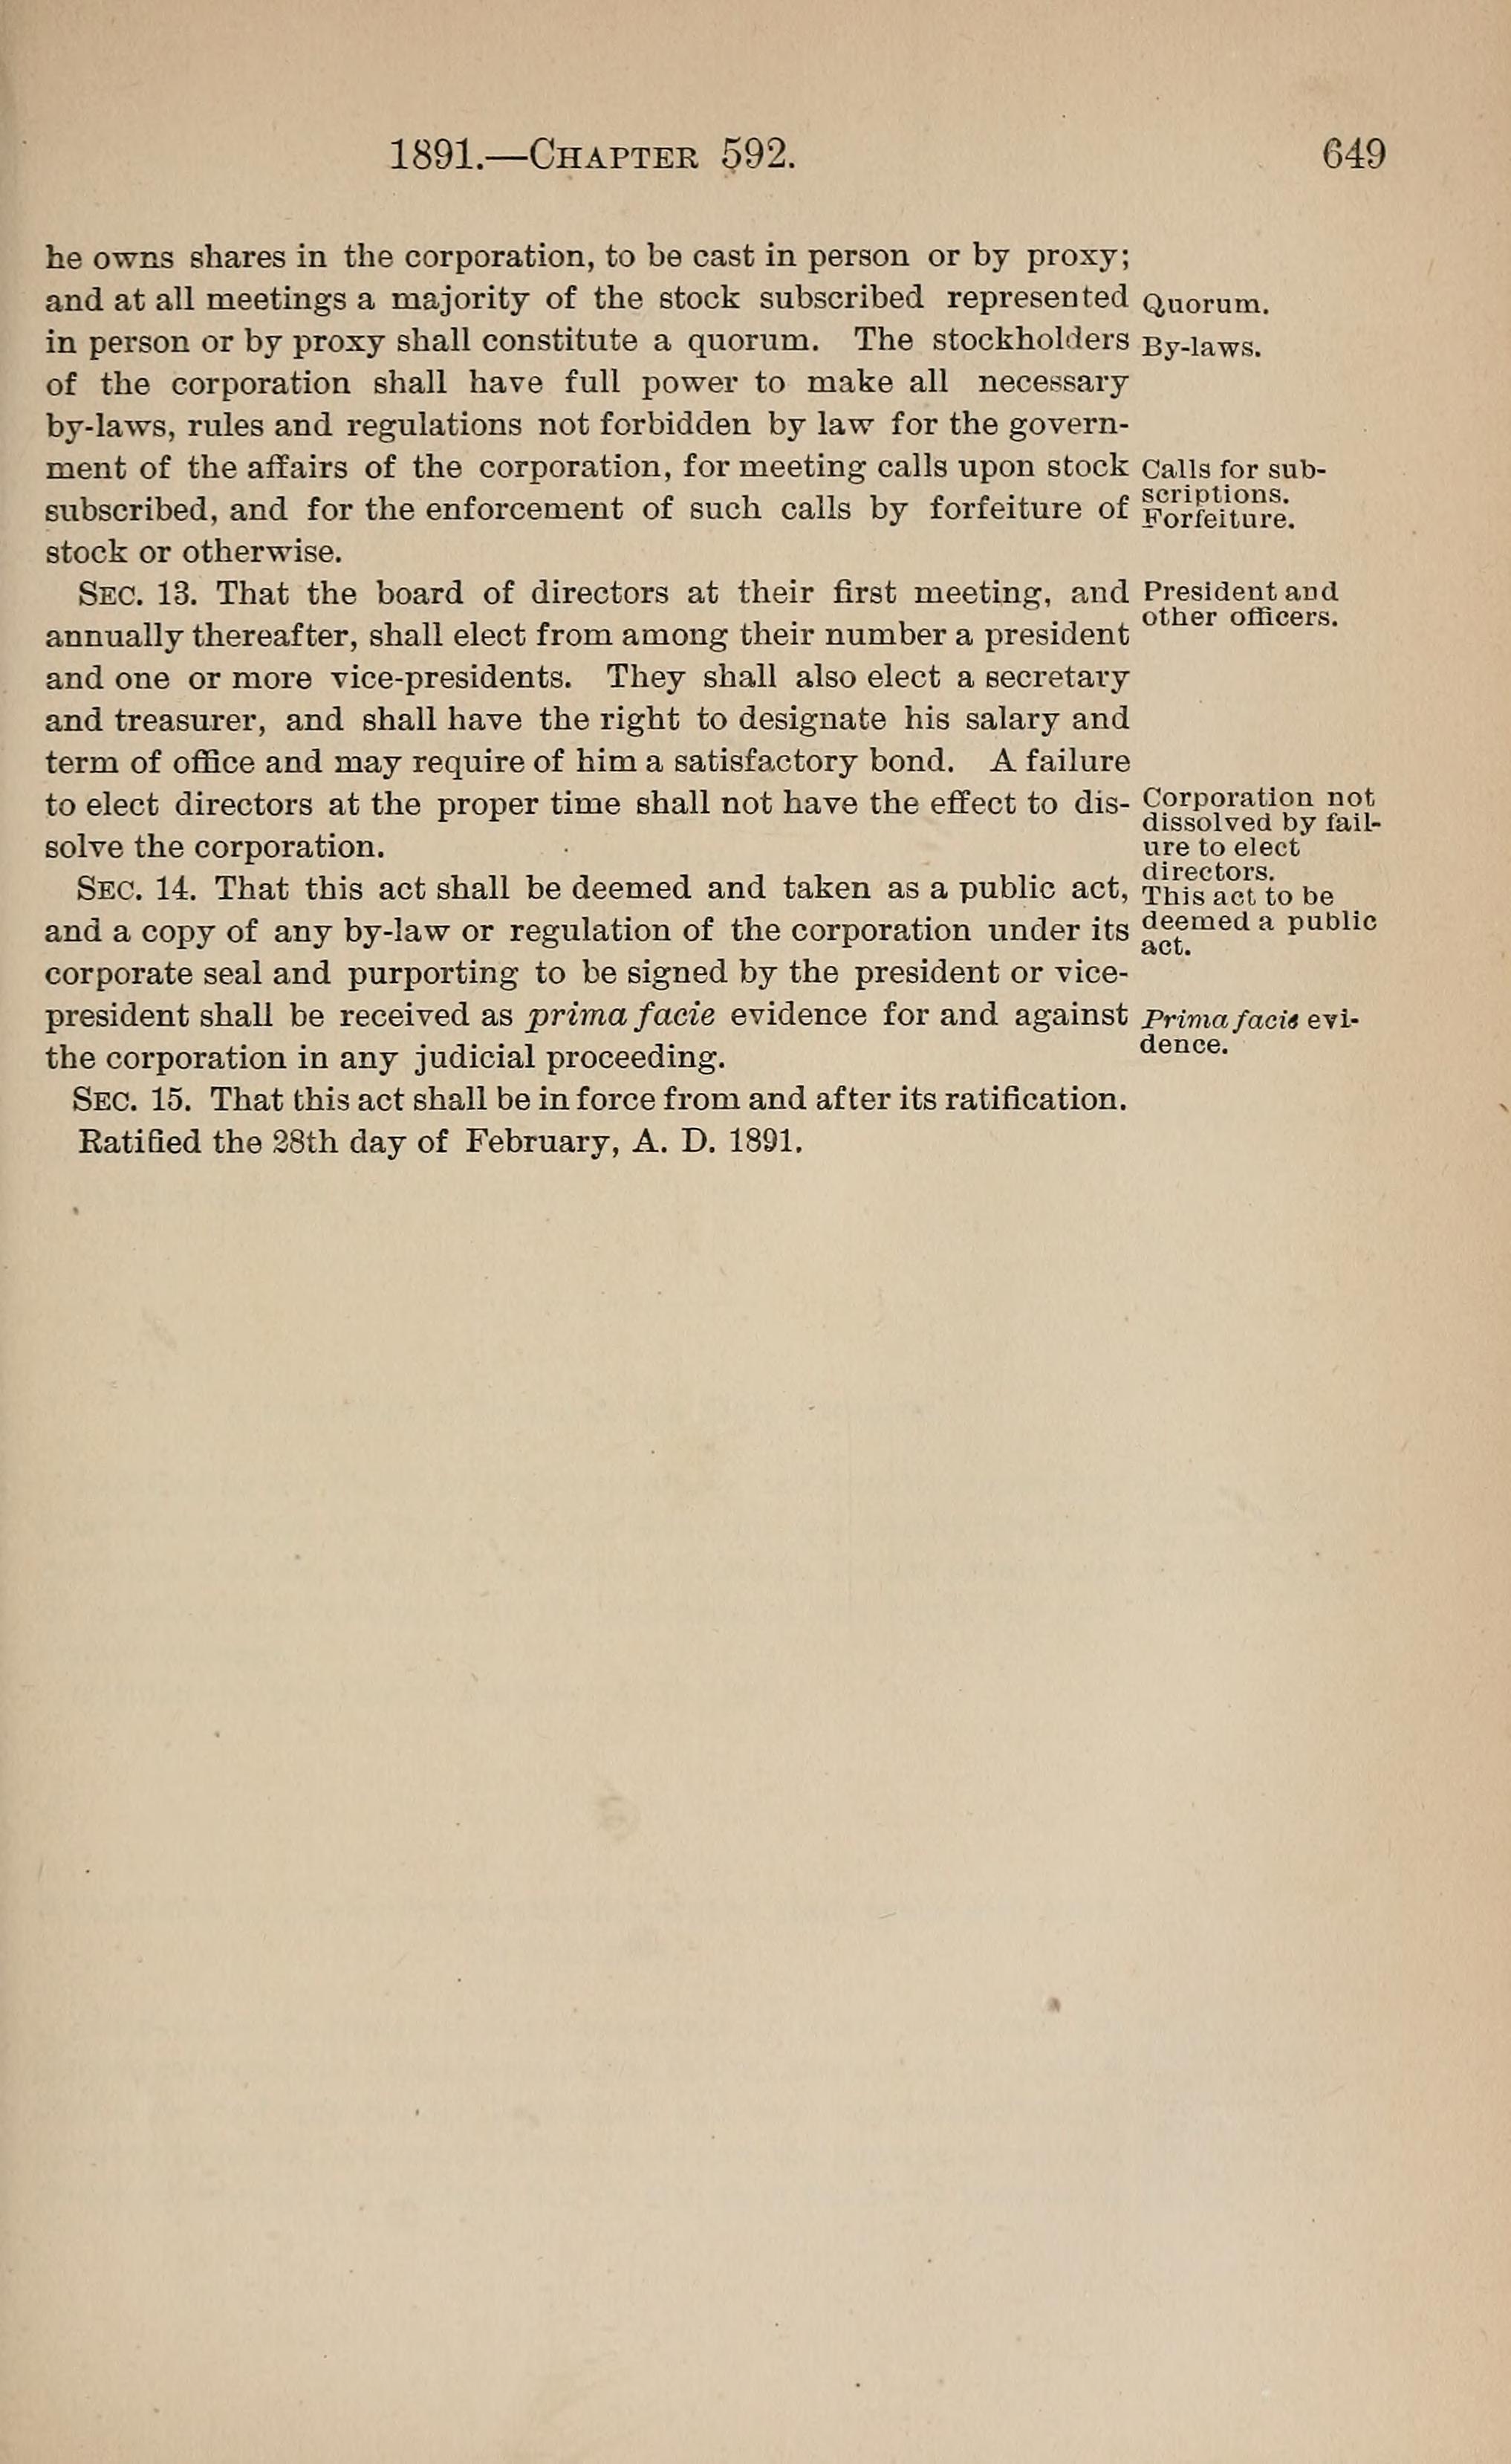 1891.—CHAPTER 592. 649
he owns shares in the corporation, to be cast in person or by proxy;
and at all meetings a majority of the stock subscribed represented Quorum.
in person or by proxy shall constitute a quorum. The stockholders By-laws.
of the corporation shall have full power to make all necessary
by-laws, rules and regulations not forbidden by law for the govern-
ment of the affairs of the corporation, for meeting calls upon stock Calls for sub-
scriptions.
subscribed, and for the enforcement of such calls by forfeiture of Forfeiture.
stock or otherwise.
SEC. 13. That the board of directors at their first meeting, and President and
other officers.
annually thereafter, shall elect from among their number a president
and one or more vice-presidents. They shall also elect a secretary
and treasurer, and shall have the right to designate his salary and
term of office and may require of him a satisfactory bond. A failure
to elect directors at the proper time shall not have the effect to dis- Corporation not
dissolved by fail-
solve the corporation. ure to elect
directors.
SEC. 14. That this act shall be deemed and taken as a public act, This act to be
and a copy of any by-law or regulation of the corporation under its deemed a public
act.
corporate seal and purporting to be signed by the president or vice-
president shall be received as prima facie evidence for and against Prima facie evi-
dence.
the corporation in any judicial proceeding.
SEC. 15. That this act shall be in force from and after its ratification.
Ratified the 28th day of February, A. D. 1891.